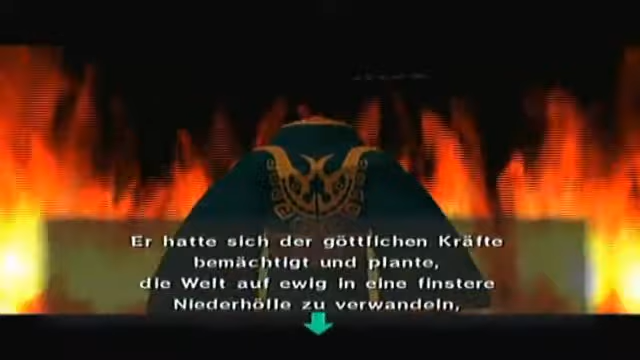 Er hatte sich der göttlichen Kräfte
bemächtigt und plante,
die Welt auf ewig in eine finstere
Niederhölle zu verwandeln,